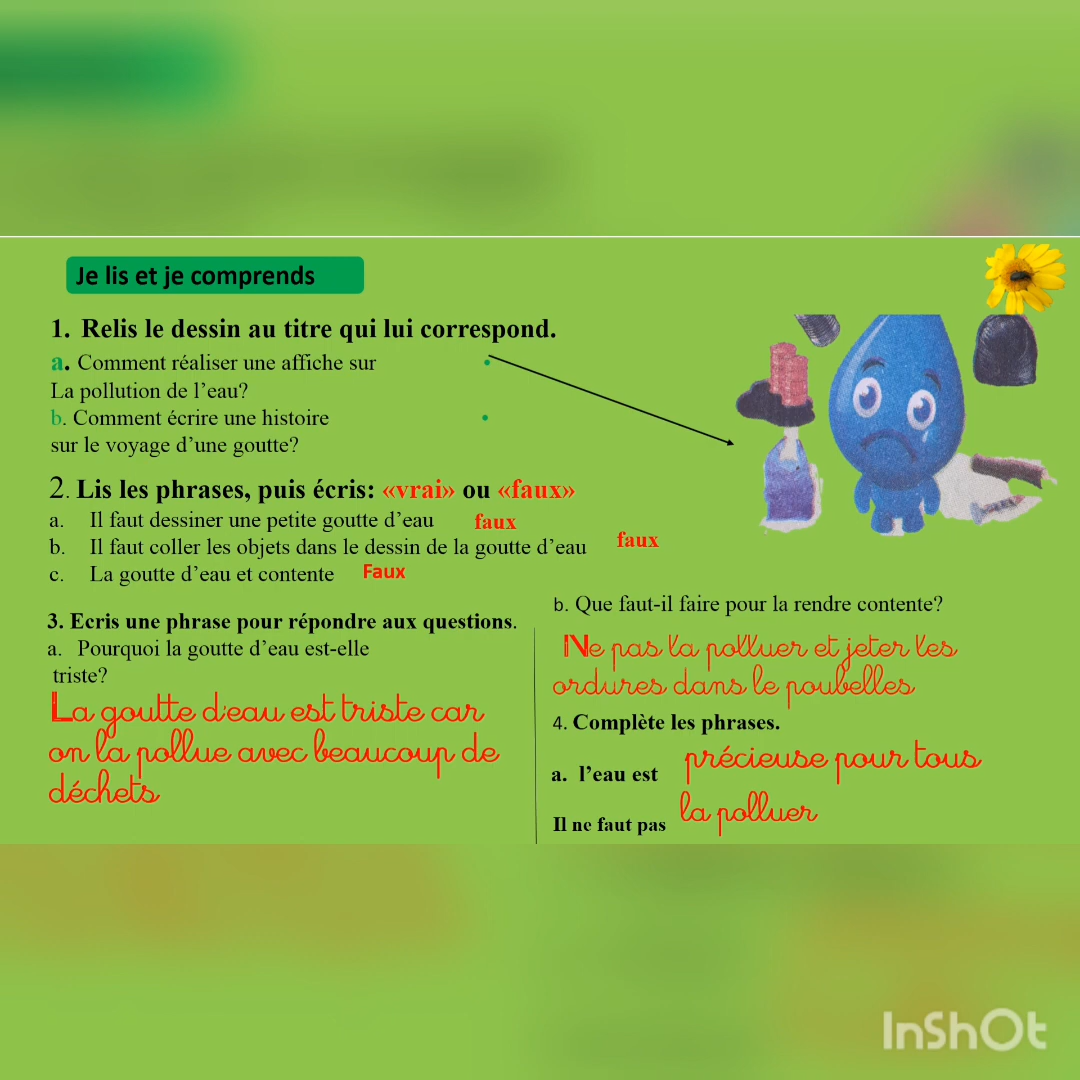 Je lis et je comprends
1. Relis le dessin au titre qui lui correspond.
a. Comment réaliser une affiche sur
La pollution de l'eau?
b. Comment écrire une histoire
sur le voyage d'une goutte?
2. Lis les phrases, puis écris: «vrai» ou «faux»
a. Il faut dessiner une petite goutte d'eau faux
b. Il faut coller les objets dans le dessin de la goutte d'eau faux
c. La goutte d'eau et contente Faux
3. Ecris une phrase pour répondre aux questions.
a. Pourquoi la goutte d'eau est-elle
triste?
La goutte d'eau est triste car
on la pollue avec beaucoup de
déchets
b. Que faut-il faire pour la rendre contente?
Ne pas la polluer et jeter les
ordures dans le poubelles
4. Complète les phrases.
a. l'eau est précieuse pour tous
Il ne faut pas la polluer
InShOt